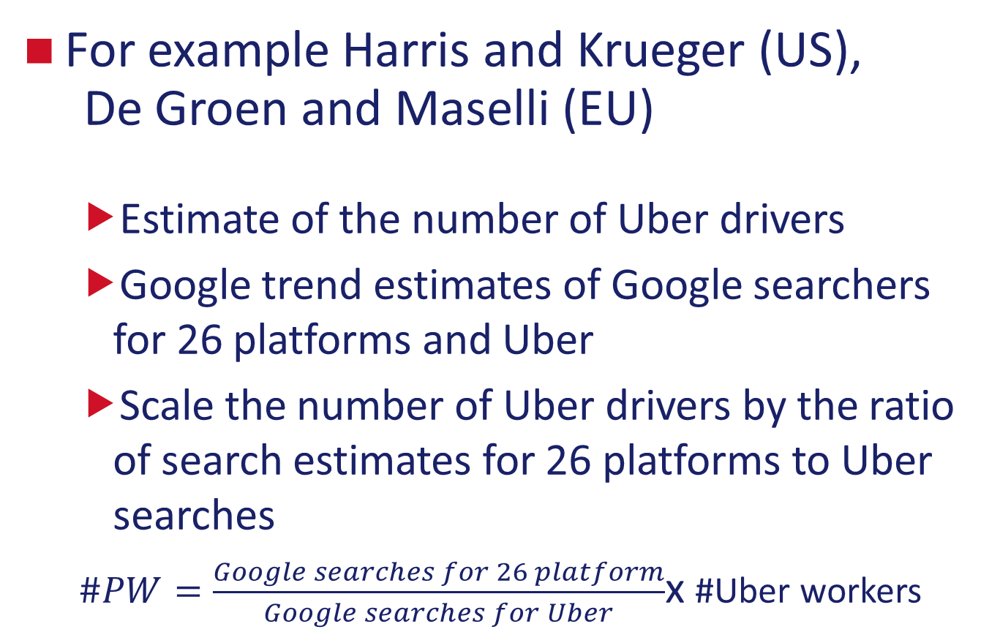 For example Harris and Krueger (US),
De Groen and Maselli (EU)
Estimate of the number of Uber drivers
Google trend estimates of Google searchers
for 26 platforms and Uber
Scale the number of Uber drivers by the ratio
of search estimates for 26 platforms to Uber
searches
#PW = Google searches for 26 platform / Google searches for Uber x #Uber workers